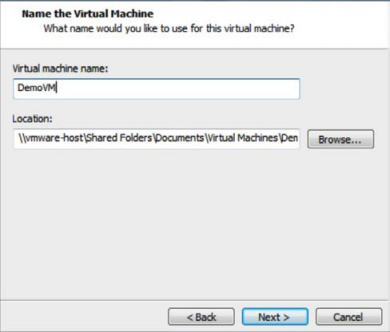 Name the Virtual Machine
What name would you like to use for this virtual machine?
Virtual machine name:
DemoVM
Location:
\\vmware-host\Shared Folders\Documents\Virtual Machines\Den
Browse...
< Back
Next >
Cancel